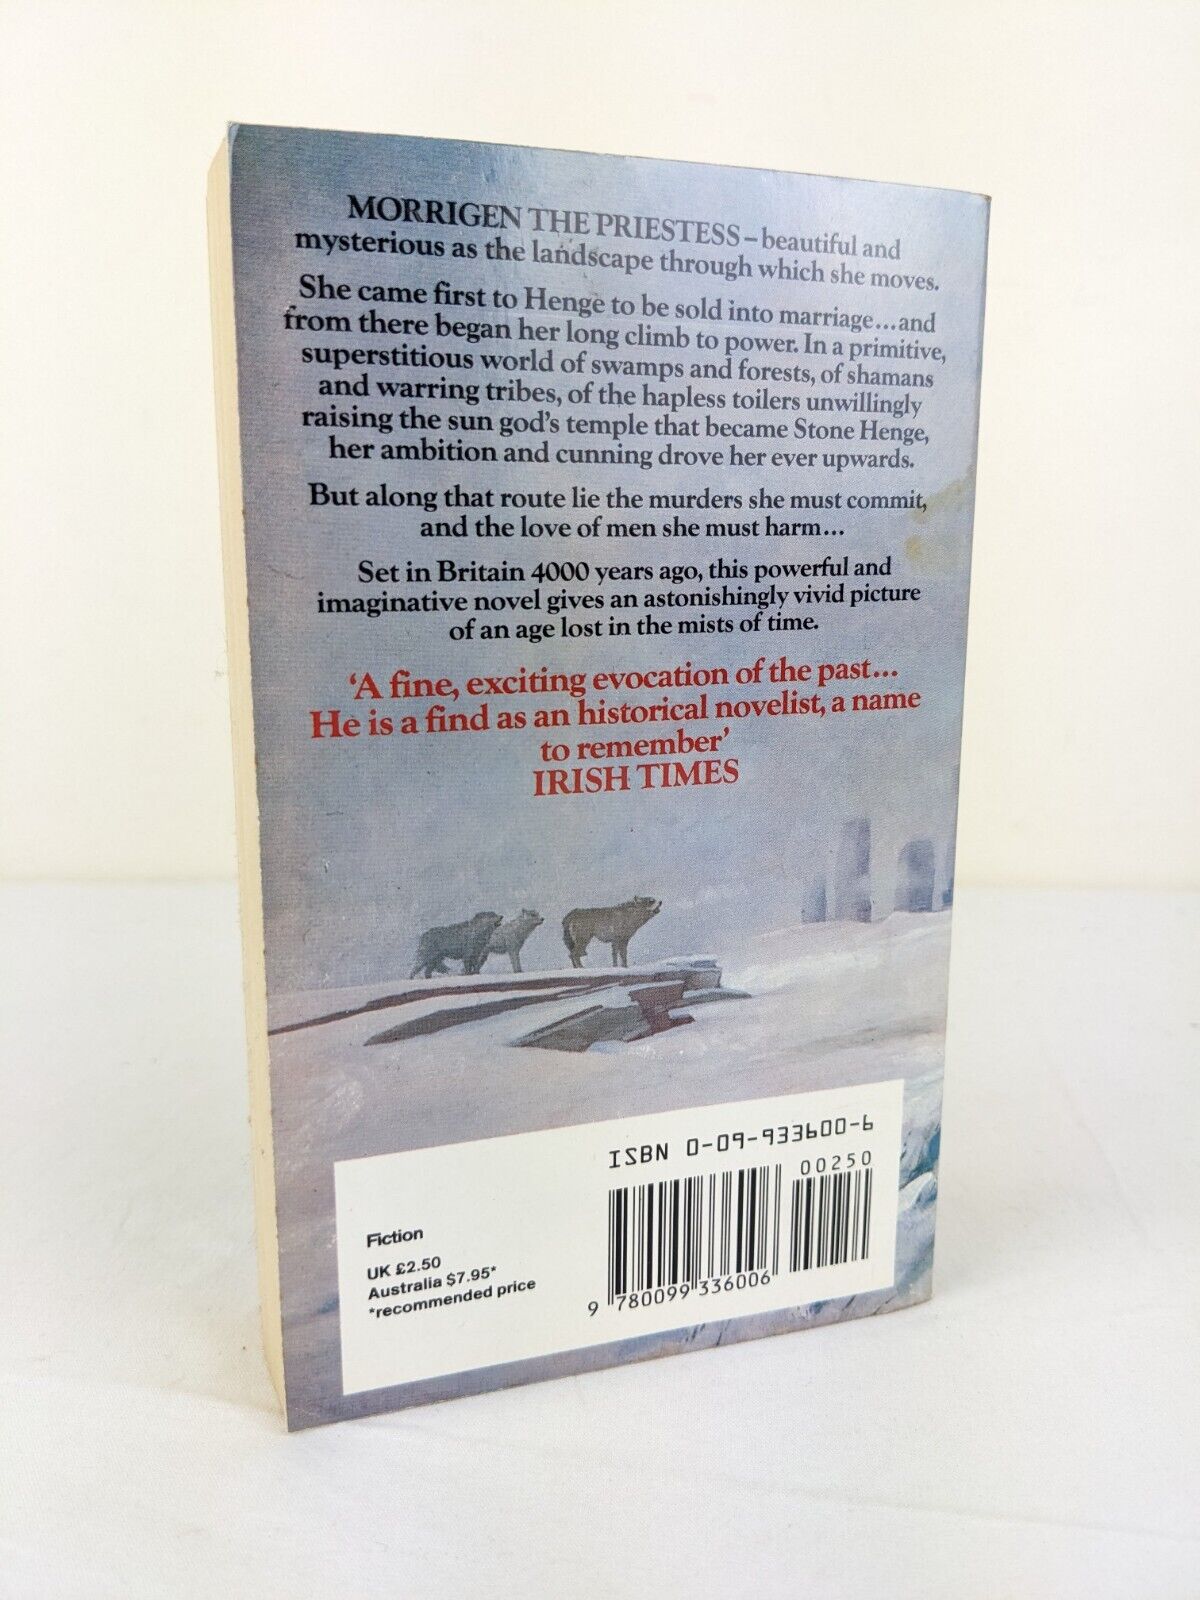 MORRIGEN THE PRIESTESS – beautiful and
mysterious as the landscape through which she moves.
She came first to Henge to be sold into marriage...and
from there began her long climb to power. In a primitive,
superstitious world of swamps and forests, of shamans
and warring tribes, of the hapless toilers unwillingly
raising the sun god's temple that became Stone Henge,
her ambition and cunning drove her ever upwards.
But along that route lie the murders she must commit,
and the love of men she must harm...
Set in Britain 4000 years ago, this powerful and
imaginative novel gives an astonishingly vivid picture
of an age lost in the mists of time.
'A fine, exciting evocation of the past...
He is a find as an historical novelist, a name
to remember'
IRISH TIMES
ISBN 0-09-933600-6
00250
Fiction
UK £2.50
Australia $7.95*
*recommended price
9 780099 336006